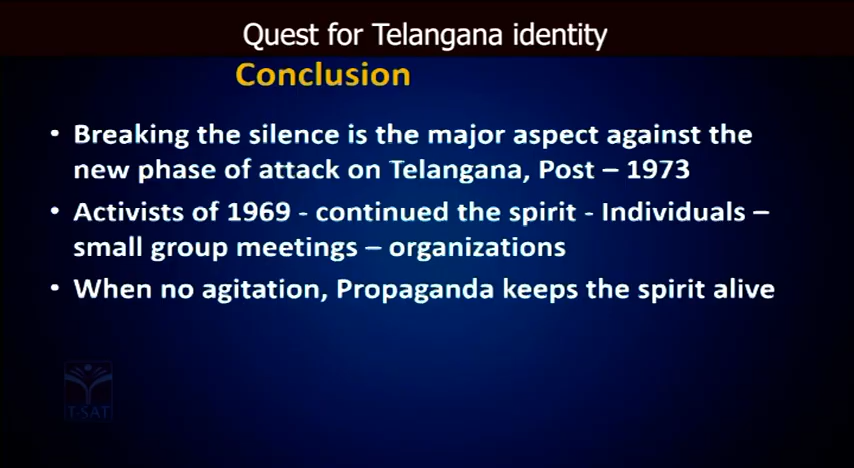 Quest for Telangana identity
Conclusion
• Breaking the silence is the major aspect against the
new phase of attack on Telangana, Post – 1973
• Activists of 1969 - continued the spirit - Individuals –
small group meetings – organizations
• When no agitation, Propaganda keeps the spirit alive
T-SAT